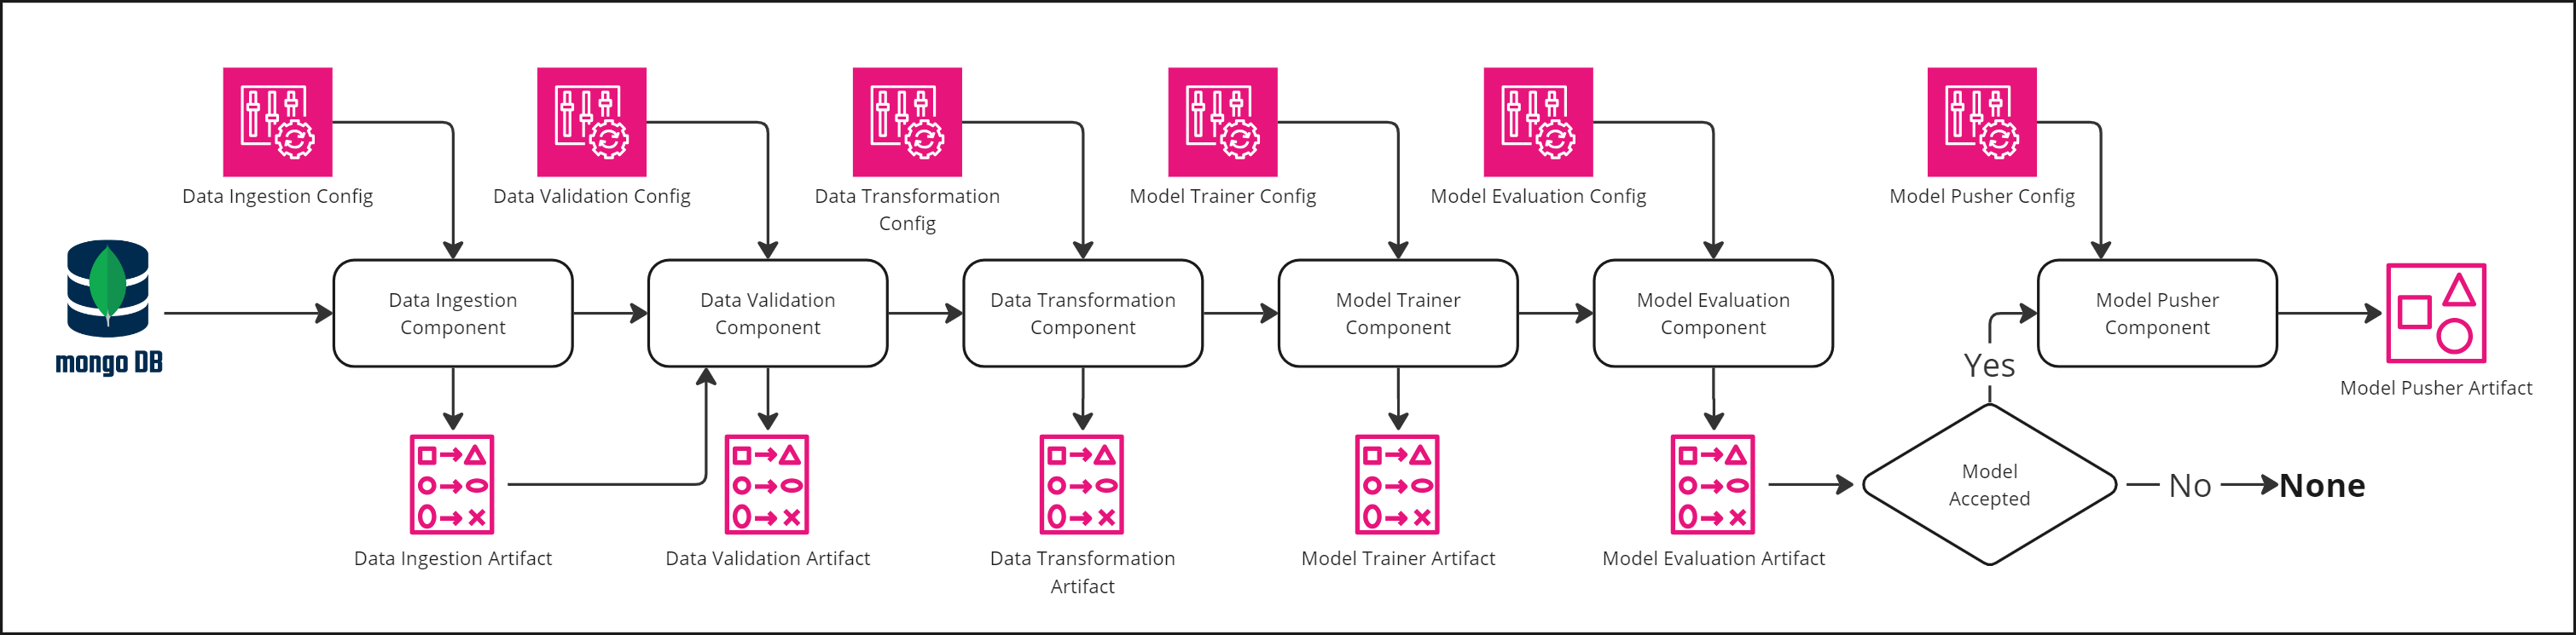 Data Ingestion Config
Data Validation Config
Data Transformation
Config
Model Trainer Config
Model Evaluation Config
Model Pusher Config
mongo DB
Data Ingestion
Component
Data Validation
Component
Data Transformation
Component
Model Trainer
Component
Model Evaluation
Component
Model Pusher
Component
Yes
Model Pusher Artifact
Model
Accepted
No
None
Data Ingestion Artifact
Data Validation Artifact
Data Transformation
Artifact
Model Trainer Artifact
Model Evaluation Artifact